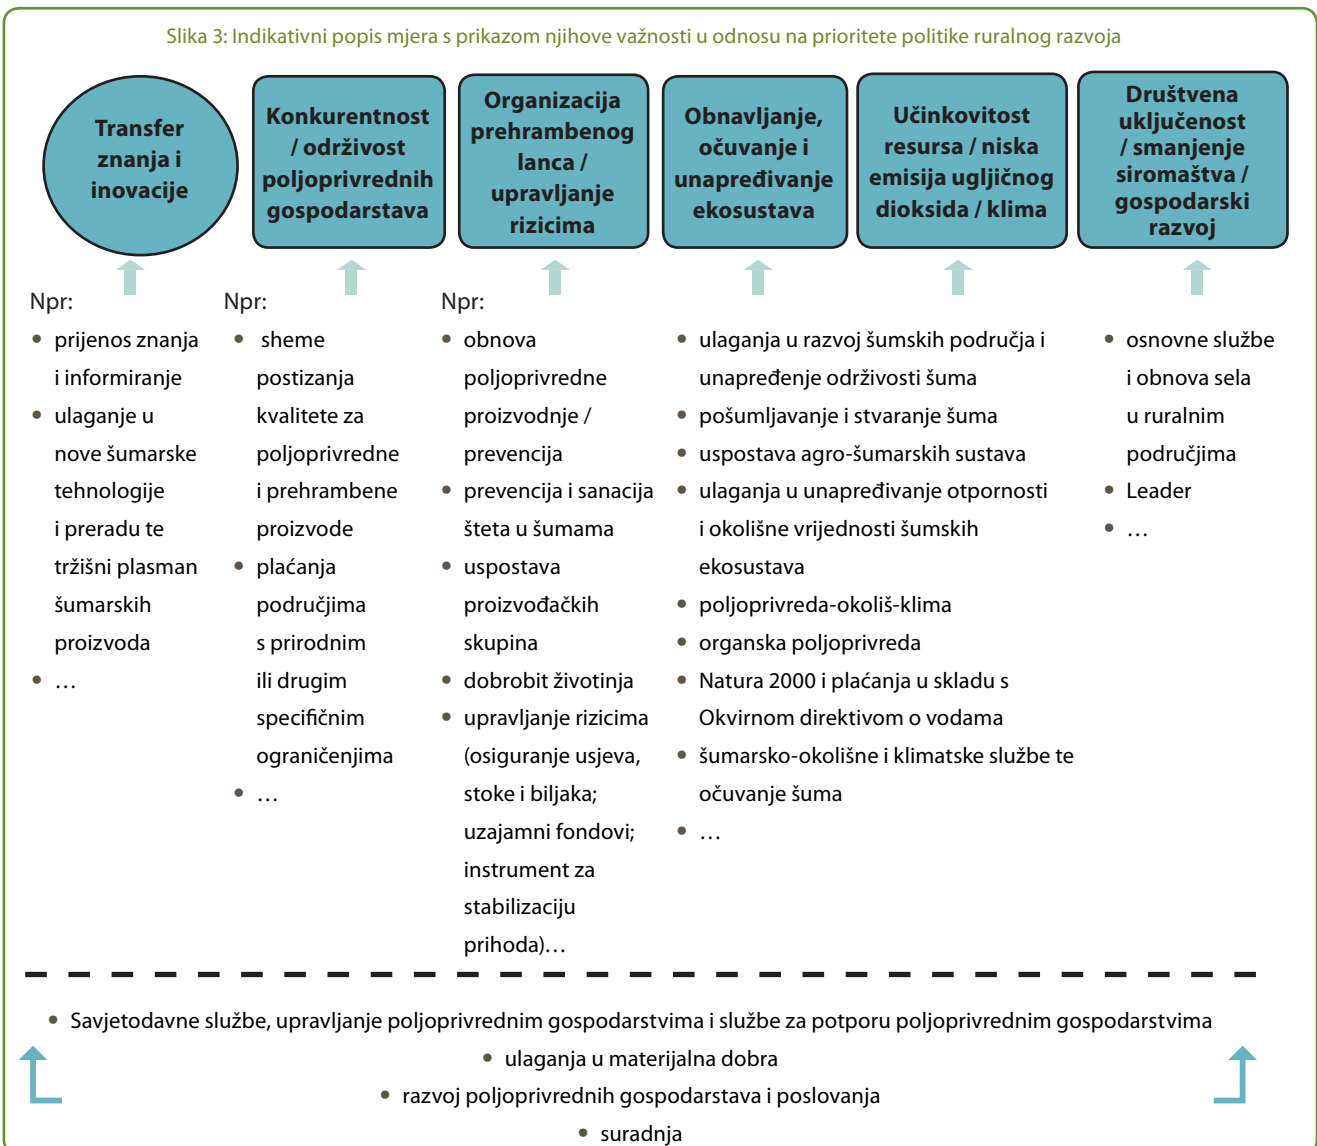 Slika 3: Indikativni popis mjera s prikazom njihove važnosti u odnosu na prioritete politike ruralnog razvoja
Transfer
znanja i
inovacije
Konkurentnost
/ održivost
poljoprivrednih
gospodarstava
Organizacija
prehrambenog
lanca /
upravljanje
rizicima
Obnavljanje,
očuvanje i
unapređivanje
ekosustava
Učinkovitost
resursa / niska
emisija ugljičnog
dioksida / klima
Društvena
uključenost
/ smanjenje
siromaštva /
gospodarski
razvoj
Npr:
• prijenos znanja
i informiranje
• ulaganje u
nove šumarske
tehnologije
i preradu te
tržišni plasman
šumarskih
proizvoda
• …
Npr:
• sheme
postizanja
kvalitete za
poljoprivredne
i prehrambene
proizvode
• plaćanja
područjima
s prirodnim
ili drugim
specifičnim
ograničenjima
• …
Npr:
• obnova
poljoprivredne
proizvodnje /
prevencija
• prevencija i sanacija
šteta u šumama
• uspostava
proizvođačkih
skupina
• dobrobit životinja
• upravljanje rizicima
(osiguranje usjeva,
stoke i biljaka;
uzajamni fondovi;
instrument za
stabilizaciju
prihoda)…
• ulaganja u razvoj šumskih područja i
unapređenje održivosti šuma
• pošumljavanje i stvaranje šuma
• uspostava agro-šumarskih sustava
• ulaganja u unapređivanje otpornosti
i okolišne vrijednosti šumskih
ekosustava
• poljoprivreda-okoliš-klima
• organska poljoprivreda
• Natura 2000 i plaćanja u skladu s
Okvirnom direktivom o vodama
• šumarsko-okolišne i klimatske službe te
očuvanje šuma
• …
• osnovne službe
i obnova sela
u ruralnim
područjima
• Leader
• …
• Savjetodavne službe, upravljanje poljoprivrednim gospodarstvima i službe za potporu poljoprivrednim gospodarstvima
• ulaganja u materijalna dobra
• razvoj poljoprivrednih gospodarstava i poslovanja
• suradnja